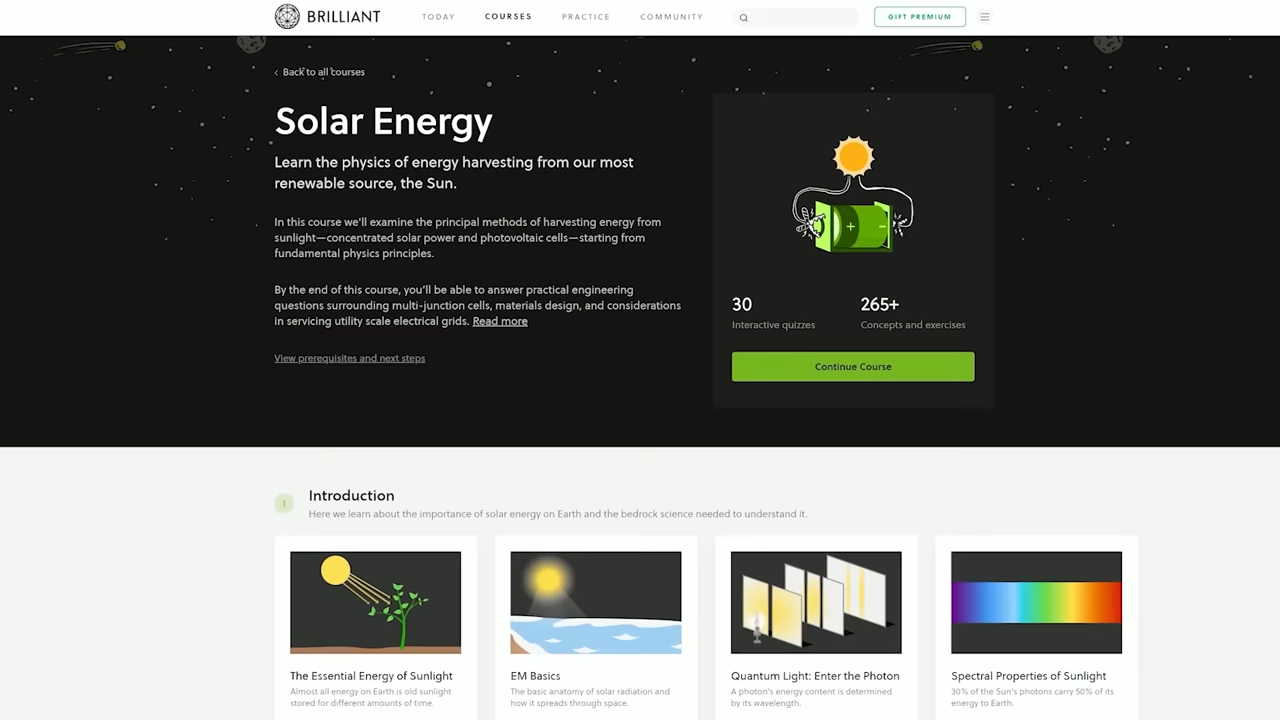 BRILLIANT
TODAY
COURSES
PRACTICE
COMMUNITY
GIFT PREMIUM
‹ Back to all courses
Solar Energy
Learn the physics of energy harvesting from our most
renewable source, the Sun.
In this course we'll examine the principal methods of harvesting energy from
sunlight—concentrated solar power and photovoltaic cells—starting from
fundamental physics principles.
By the end of this course, you'll be able to answer practical engineering
questions surrounding multi-junction cells, materials design, and considerations
in servicing utility scale electrical grids. Read more
View prerequisites and next steps
+ −
30
Interactive quizzes
265+
Concepts and exercises
Continue Course
1
Introduction
Here we learn about the importance of solar energy on Earth and the bedrock science needed to understand it.
The Essential Energy of Sunlight
Almost all energy on Earth is old sunlight
stored for different amounts of time.
EM Basics
The basic anatomy of solar radiation and
how it spreads through space.
Quantum Light: Enter the Photon
A photon's energy content is determined
by its wavelength.
Spectral Properties of Sunlight
30% of the Sun's photons carry 50% of its
energy to Earth.